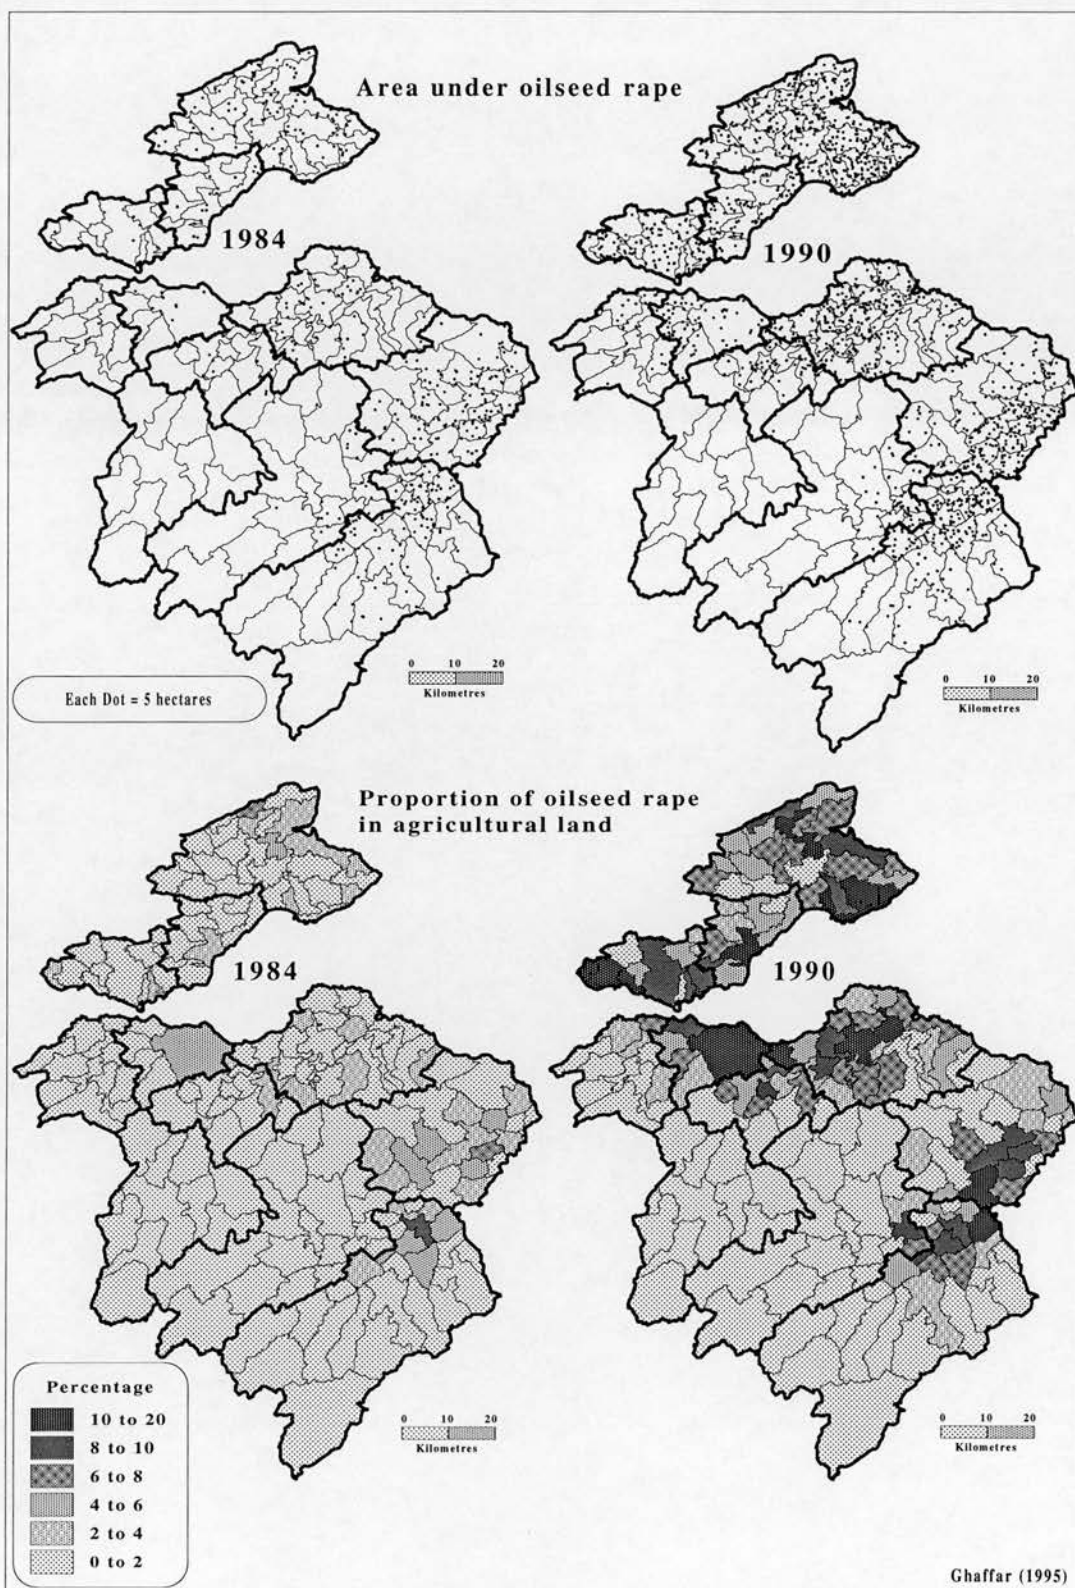 Area under oilseed rape
1984
1990
0 10 20
Kilometres
0 10 20
Kilometres
Each Dot = 5 hectares
Proportion of oilseed rape
in agricultural land
1984
1990
Percentage
10 to 20
8 to 10
6 to 8
4 to 6
2 to 4
0 to 2
0 10 20
Kilometres
0 10 20
Kilometres
Ghaffar (1995)